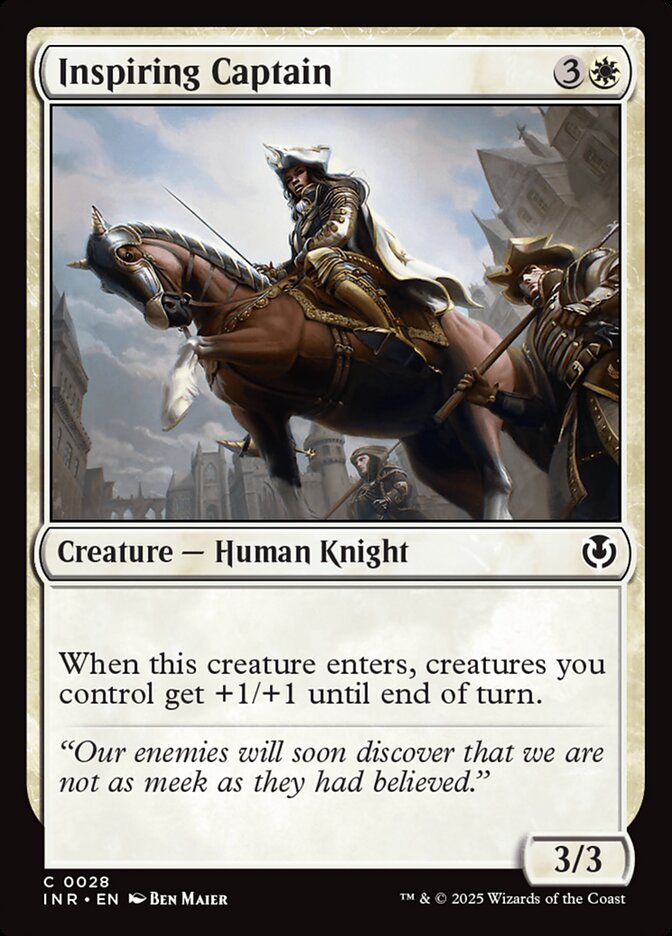 Inspiring Captain
3
Creature — Human Knight
When this creature enters, creatures you
control get +1/+1 until end of turn.
“Our enemies will soon discover that we are
not as meek as they had believed.”
3/3
C 0028
INR • EN Ben Maier
™ & © 2025 Wizards of the Coast